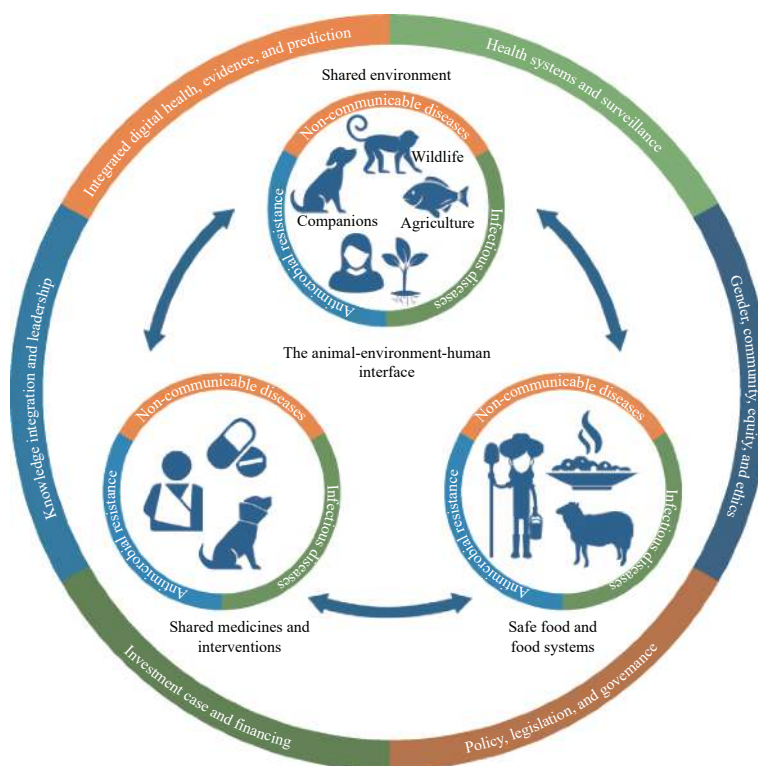 Integrated digital health, evidence, and prediction
Health systems and surveillance
Shared environment
Non-communicable diseases
Wildlife
Companions
Agriculture
Antimicrobial resistance
Infectious diseases
Knowledge integration and leadership
Gender, community, equity, and ethics
The animal-environment-human
interface
Non-communicable diseases
Antimicrobial resistance
Infectious diseases
Non-communicable diseases
Antimicrobial resistance
Infectious diseases
Shared medicines and
interventions
Safe food and
food systems
Investment case and financing
Policy, legislation, and governance